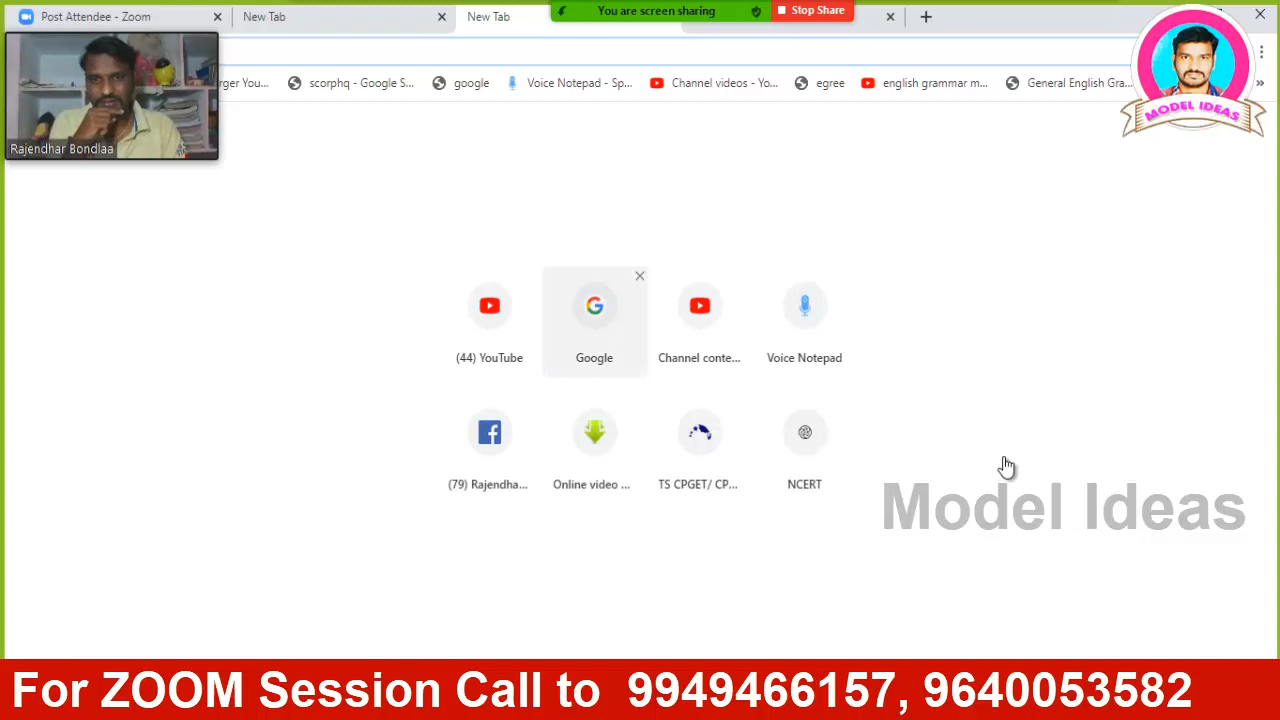 Post Attendee - Zoom
New Tab
New Tab
You are screen sharing
Stop Share
rger You...
scorphq - Google S...
google
Voice Notepad - Sp...
Channel videos - Yo...
egree
english grammar m...
General English Gra...
MODEL IDEAS
Rajendhar Bondlaa
(44) YouTube
Google
Channel conte...
Voice Notepad
(79) Rajendha...
Online video ...
TS CPGET/ CP...
NCERT
Model Ideas
For ZOOM Session Call to 9949466157, 9640053582